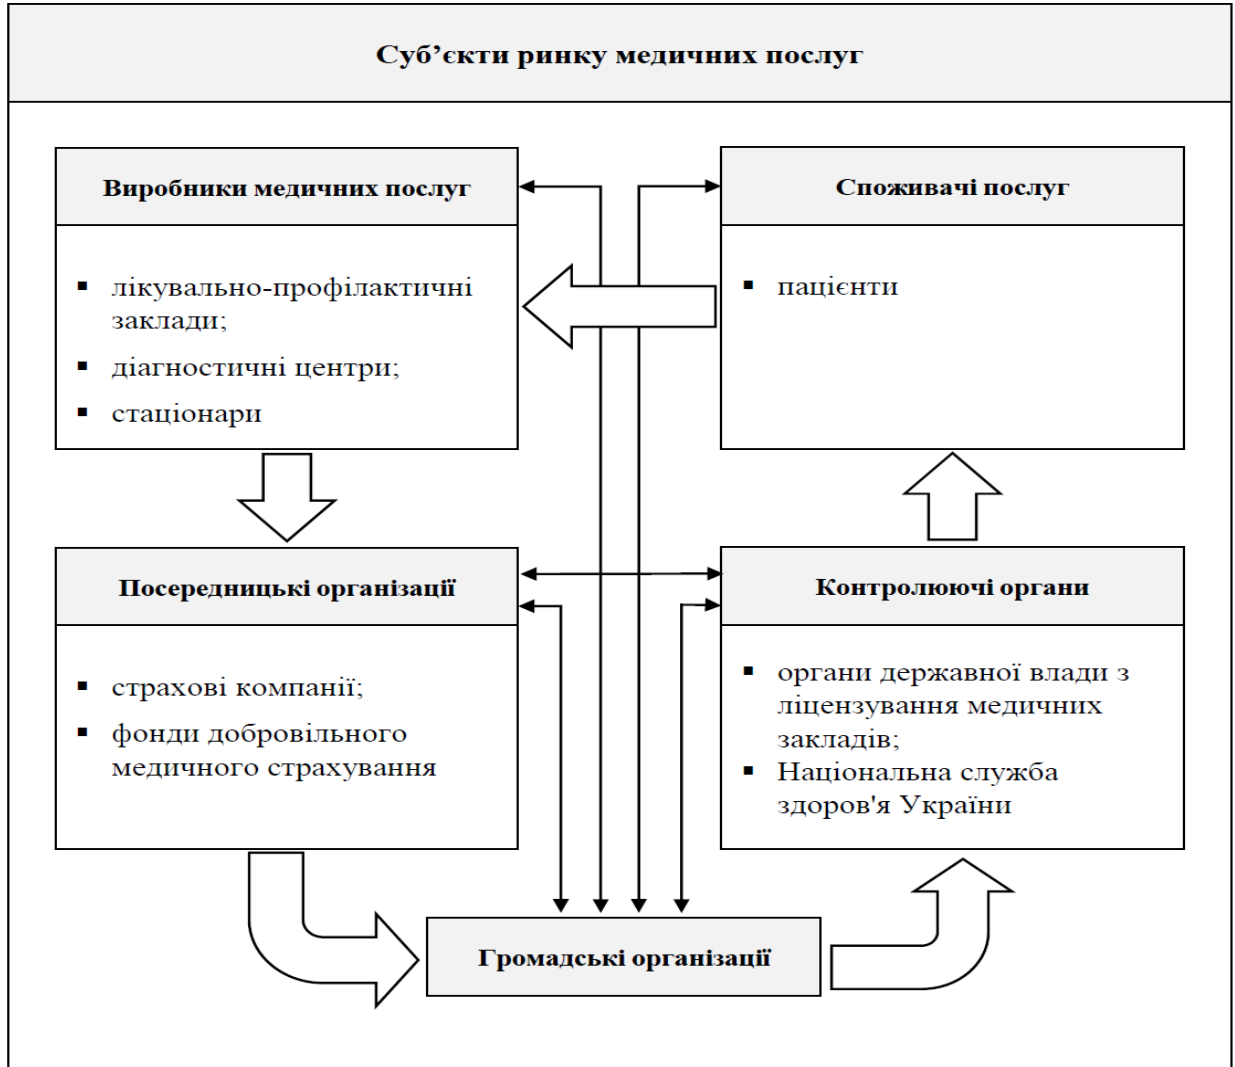 Суб’єкти ринку медичних послуг
Виробники медичних послуг
▪ лікувально-профілактичні
заклади;
▪ діагностичні центри;
▪ стаціонари
Споживачі послуг
▪ пацієнти
Посередницькі організації
▪ страхові компанії;
▪ фонди добровільного
медичного страхування
Контролюючі органи
▪ органи державної влади з
ліцензування медичних
закладів;
▪ Національна служба
здоров'я України
Громадські організації